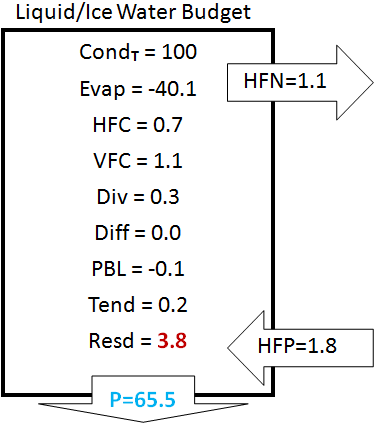 Liquid/Ice Water Budget
Condᴛ = 100
Evap = -40.1
HFN=1.1
HFC = 0.7
VFC = 1.1
Div = 0.3
Diff = 0.0
PBL = -0.1
Tend = 0.2
Resd = 3.8
HFP=1.8
P=65.5